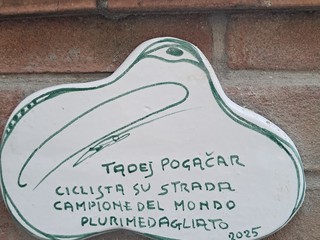 TADEJ POGAČAR
CICLISTA SU STRADA
CAMPIONE DEL MONDO
PLURIMEDAGLIATO
2025